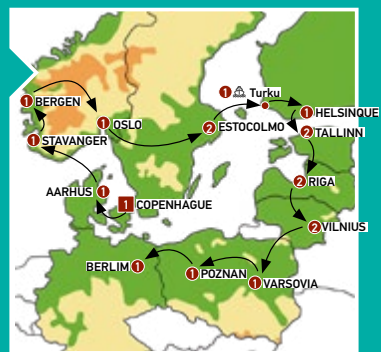 1 Turku
1 BERGEN
1 OSLO
2 ESTOCOLMO
1 HELSINQUE
2 TALLINN
1 STAVANGER
2 RIGA
AARHUS 1
1 COPENHAGUE
2 VILNIUS
BERLIM 1
1 POZNAN
1 VARSOVIA